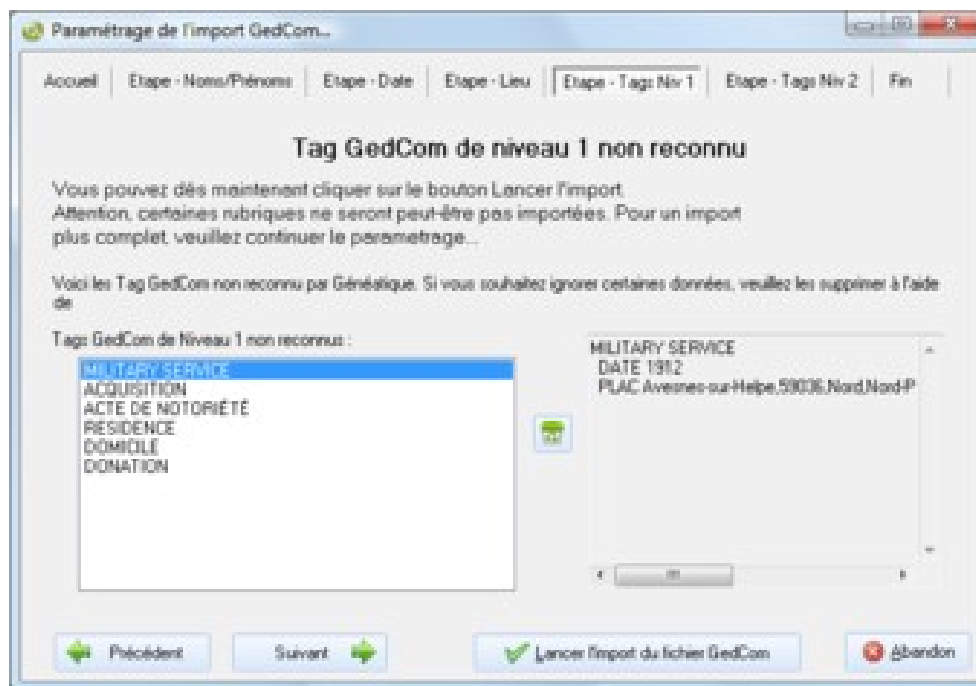 Paramétrage de l'import GedCom...
Accueil Etape - Noms/Prénoms Etape - Date Etape - Lieu Etape - Tags Niv 1 Etape - Tags Niv 2 Fin
Tag GedCom de niveau 1 non reconnu
Vous pouvez dès maintenant cliquer sur le bouton Lancer l'import
Attention, certaines rubriques ne seront peut-être pas importées. Pour un import
plus complet, veuillez continuer le parametrage...
Voici les Tag GedCom non reconnu par Généatique. Si vous souhaitez ignorer certaines données, veuillez les supprimer à l'aide
de
Tags GedCom de Niveau 1 non reconnus :
MILITARY SERVICE
ACQUISITION
ACTE DE NOTORIÉTÉ
RESIDENCE
DOMICILE
DONATION
MILITARY SERVICE
DATE 1912
PLAC Avesnes-sur-Helpe,59036,Nord,Nord-P
Précédent Suivant Lancer l'import du fichier GedCom Abandon